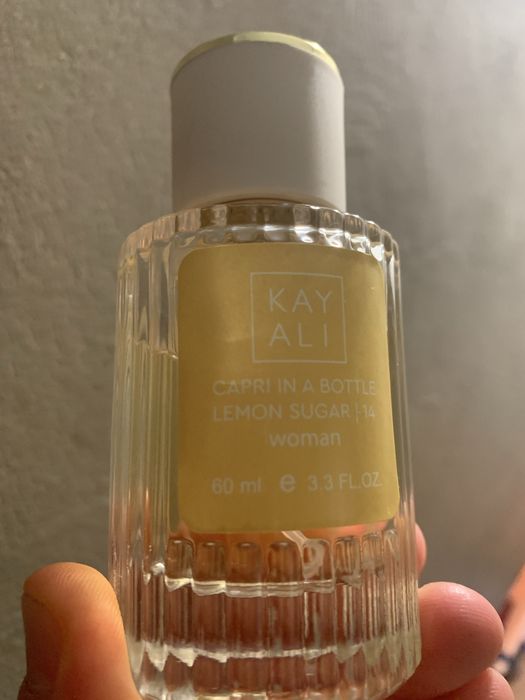 KAY
ALI
CAPRI IN A BOTTLE
LEMON SUGAR | 14
woman
60 ml e 3.3 FL.OZ.